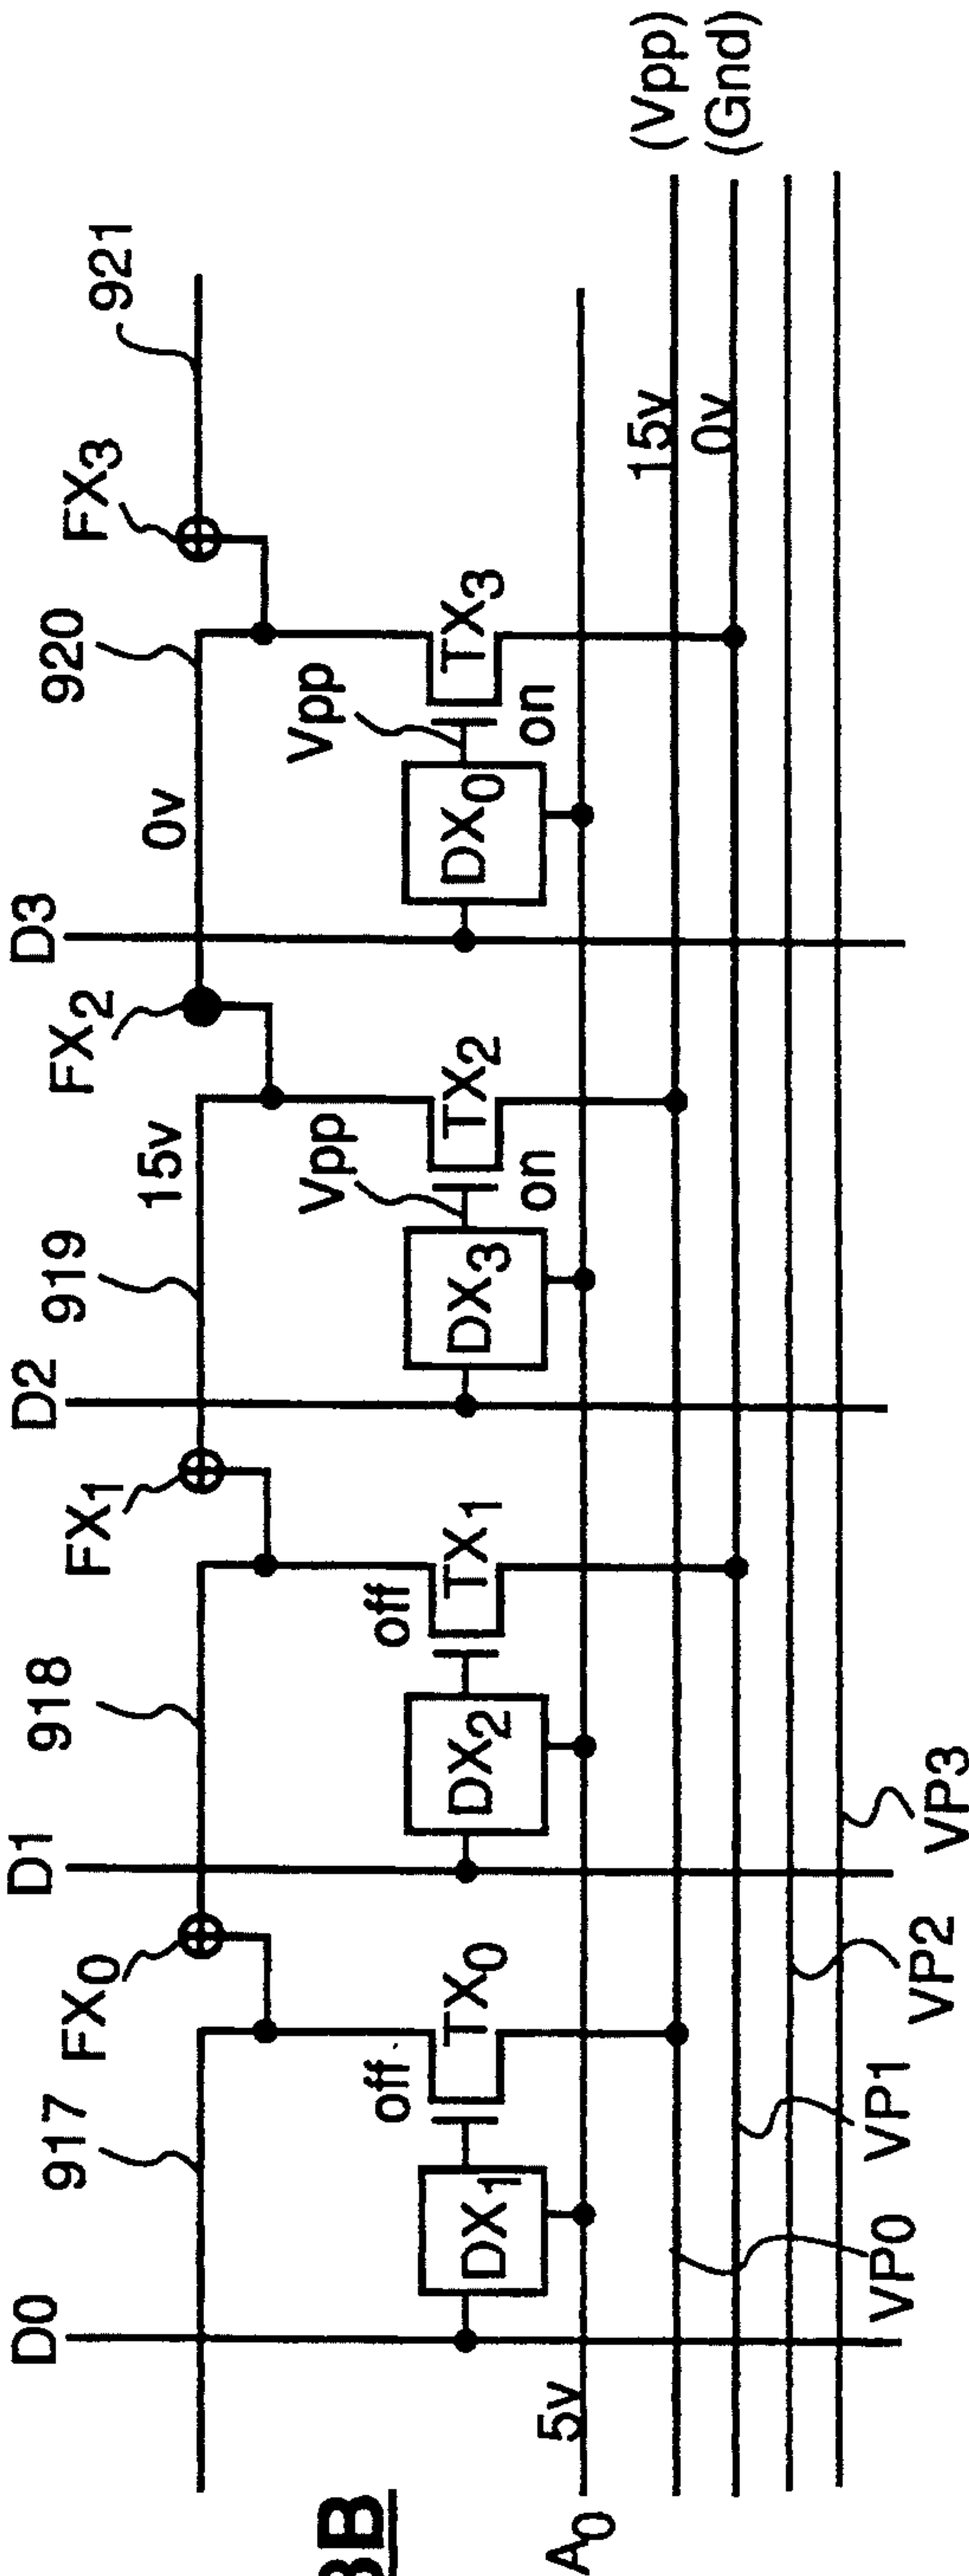 D0
D1
D2
D3
917
FX0
918
FX1
919
FX2
920
FX3
921
15v
0v
off
TX0
off
TX1
Vpp
TX2
on
Vpp
TX3
on
DX1
DX2
DX3
DX0
A0
5v
15v
(Vpp)
0v
(Gnd)
VP0
VP1
VP2
VP3
3B